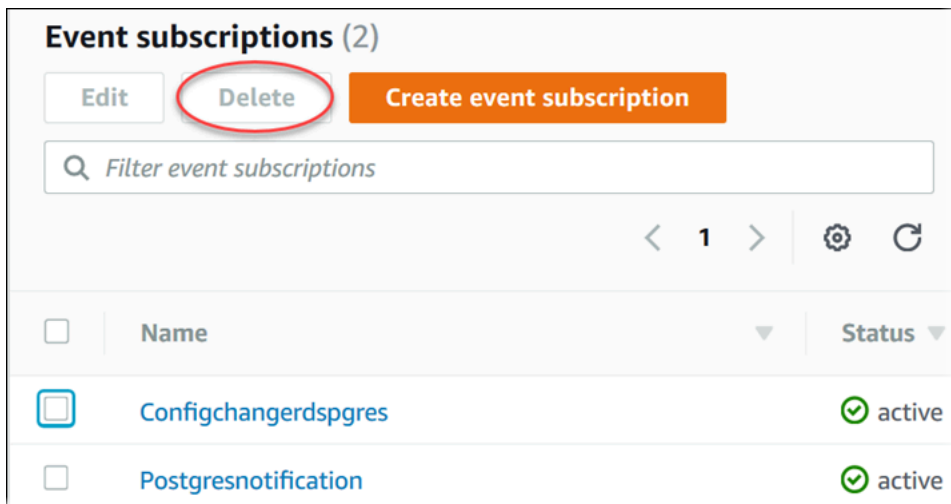 Event subscriptions (2)
Edit Delete Create event subscription
Filter event subscriptions
1
Name Status
Configchangerdspgres active
Postgresnotification active